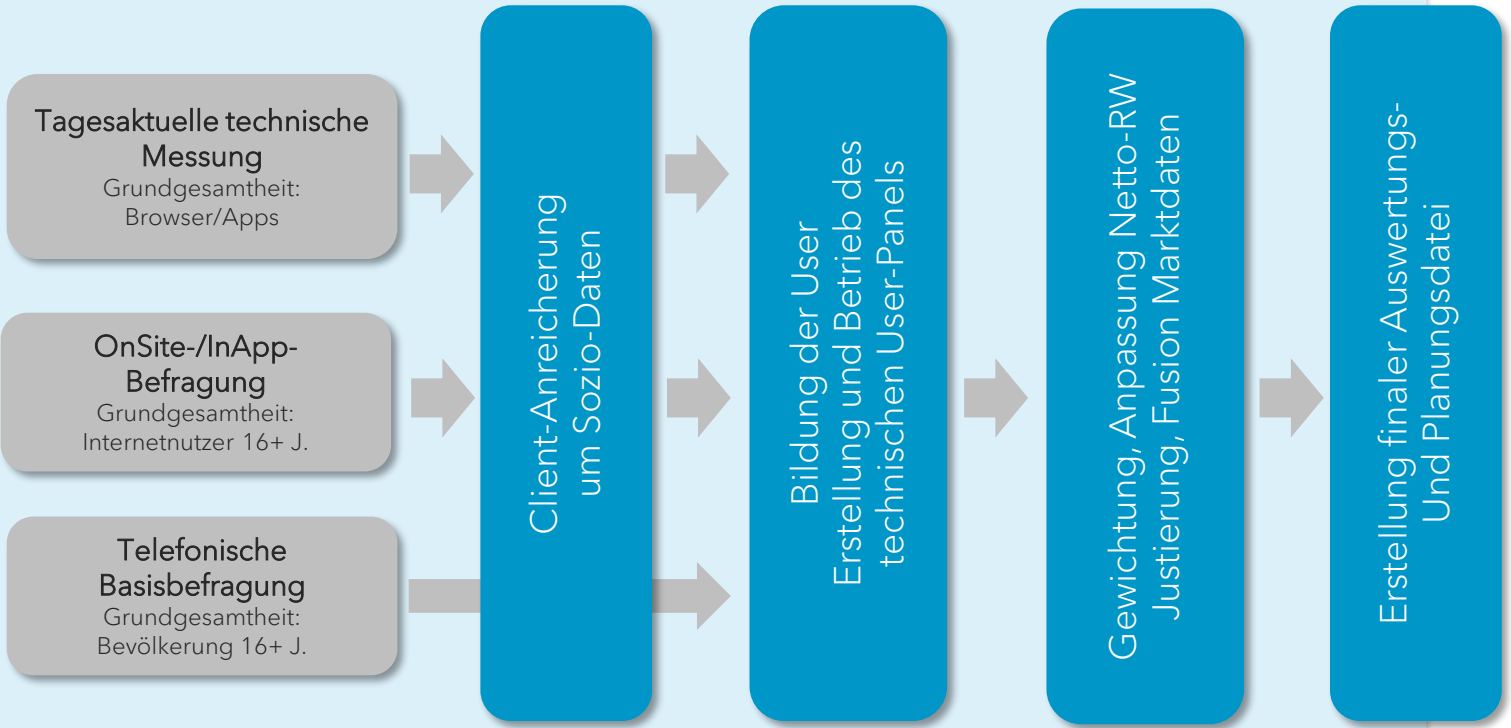 Tagesaktuelle technische
Messung
Grundgesamtheit:
Browser/Apps
OnSite-/InApp-
Befragung
Grundgesamtheit:
Internetnutzer 16+ J.
Telefonische
Basisbefragung
Grundgesamtheit:
Bevölkerung 16+ J.
Client-Anreicherung
um Sozio-Daten
Bildung der User
Erstellung und Betrieb des
technischen User-Panels
Gewichtung, Anpassung Netto-RW
Justierung, Fusion Marktdaten
Erstellung finaler Auswertungs-
Und Planungsdatei